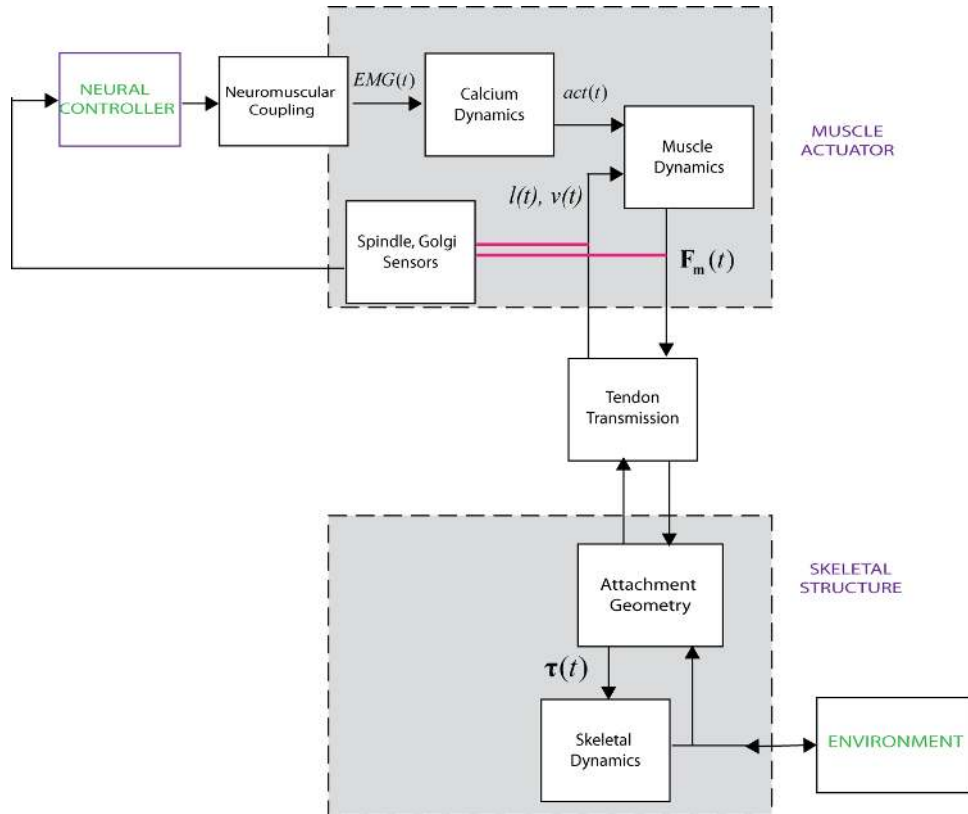 NEURAL
CONTROLLER
Neuromuscular
Coupling
EMG(t)
Calcium
Dynamics
act(t)
Muscle
Dynamics
MUSCLE
ACTUATOR
l(t), v(t)
Spindle, Golgi
Sensors
Fₘ(t)
Tendon
Transmission
Attachment
Geometry
SKELETAL
STRUCTURE
τ(t)
Skeletal
Dynamics
ENVIRONMENT